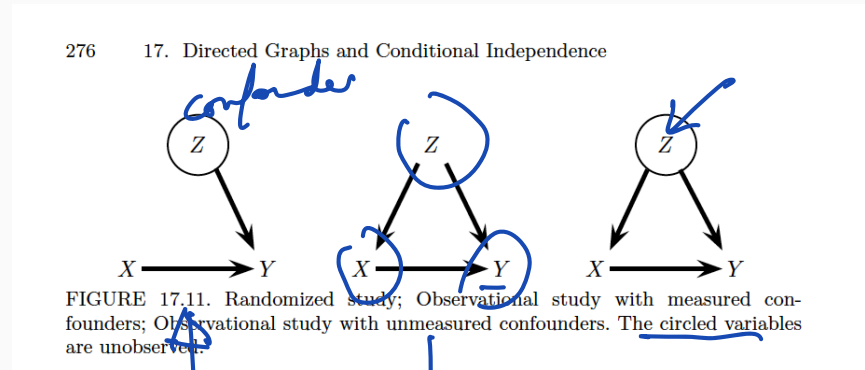 276 17. Directed Graphs and Conditional Independence
confounder
Z Z Z
X Y X Y X Y
FIGURE 17.11. Randomized study; Observational study with measured con-
founders; Observational study with unmeasured confounders. The circled variables
are unobserved.